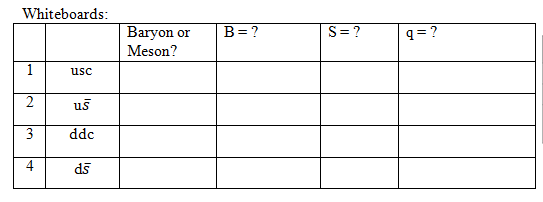 Whiteboards:
Baryon or Meson? B = ? S = ? q = ?
1 usc
2 us̅
3 ddc
4 ds̅